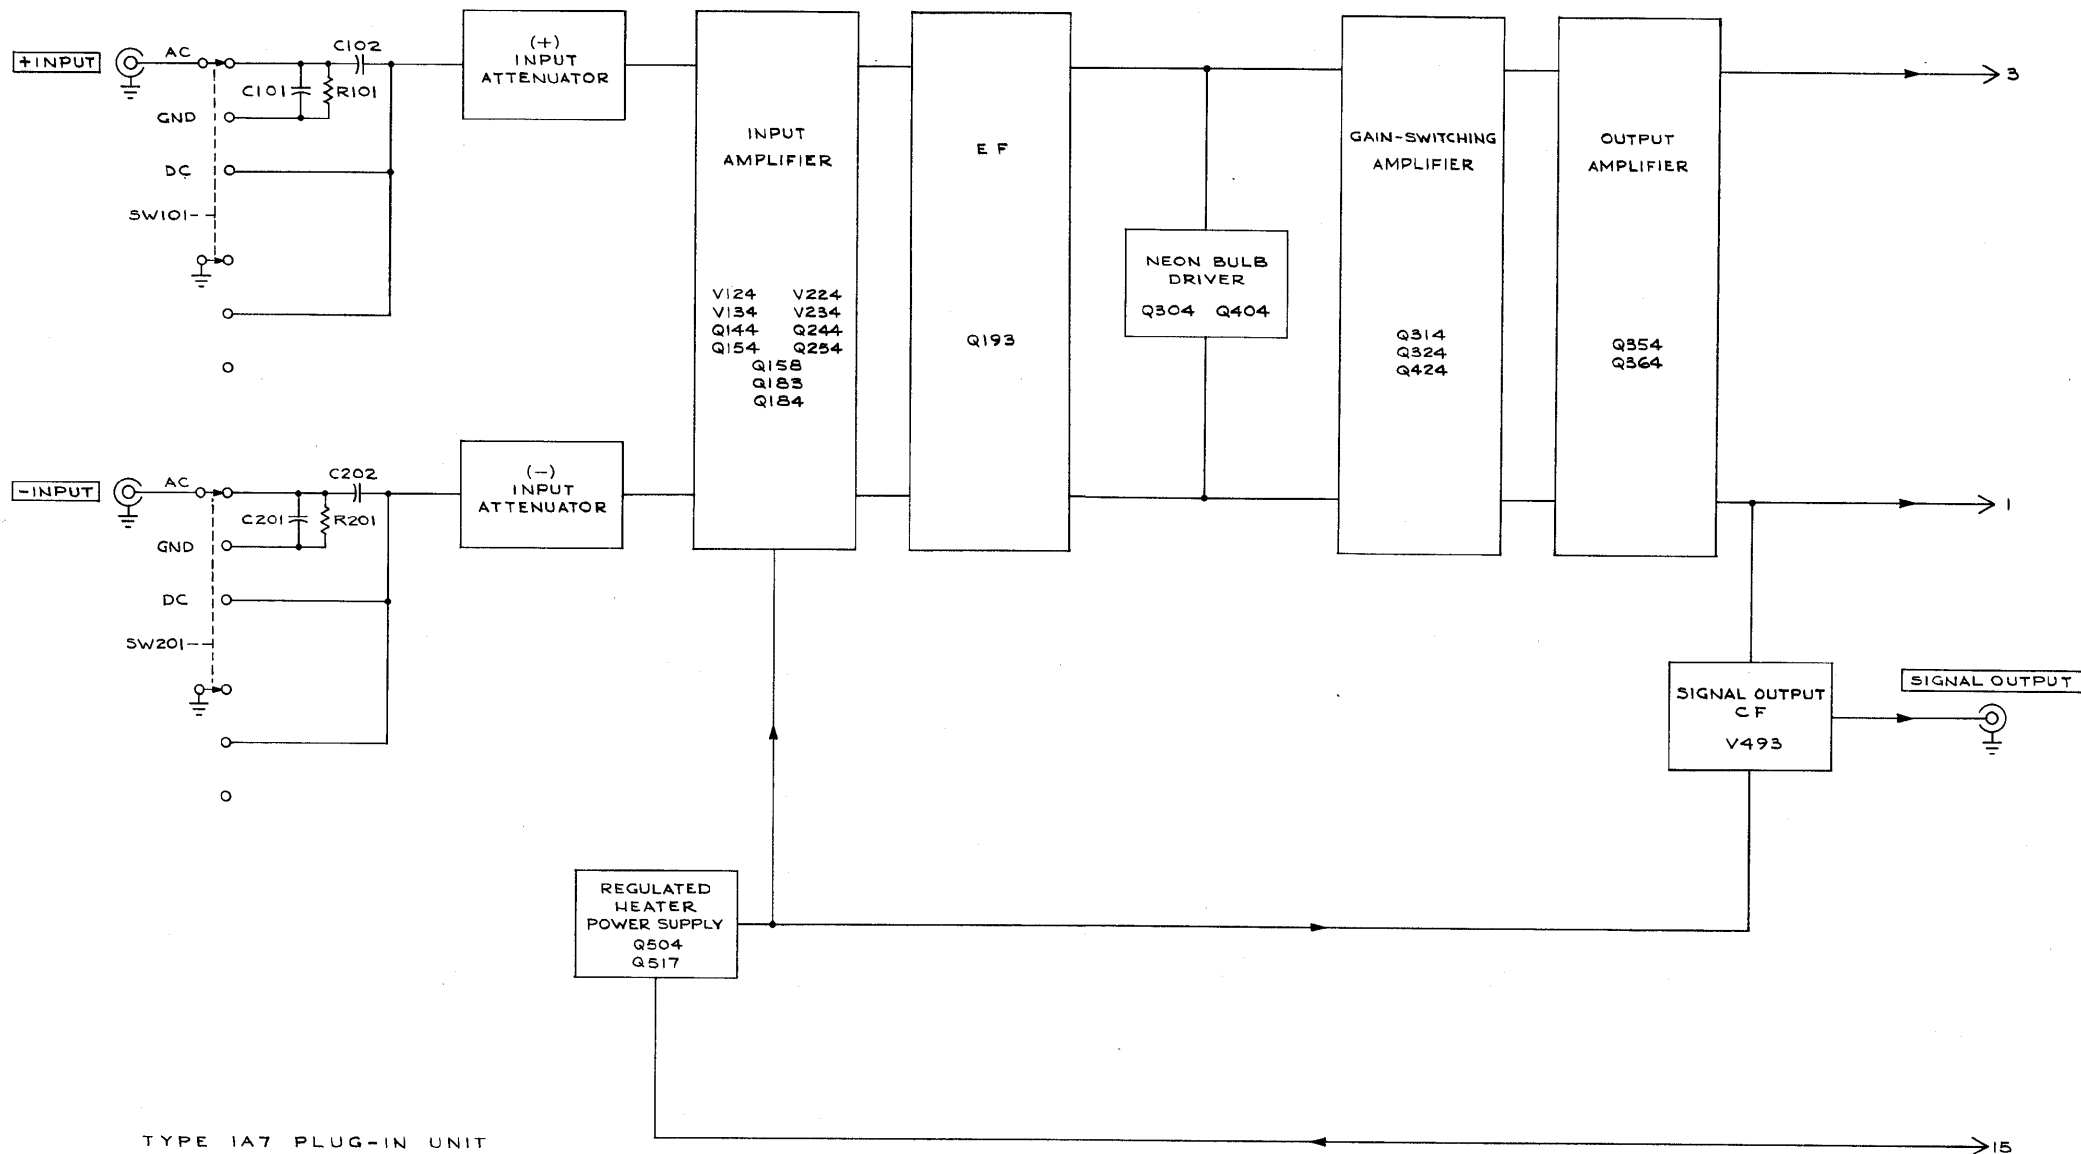 +INPUT
AC
C102
C101
R101
GND
DC
SW101
(+)
INPUT
ATTENUATOR
INPUT
AMPLIFIER
V124 V224
V134 V234
Q144 Q244
Q154 Q254
Q158
Q183
Q184
EF
Q193
NEON BULB
DRIVER
Q304 Q404
GAIN-SWITCHING
AMPLIFIER
Q314
Q324
Q424
OUTPUT
AMPLIFIER
Q354
Q364
3
-INPUT
AC
C202
C201
R201
GND
DC
SW201
(-)
INPUT
ATTENUATOR
1
SIGNAL OUTPUT
CF
V493
SIGNAL OUTPUT
REGULATED
HEATER
POWER SUPPLY
Q504
Q517
TYPE 1A7 PLUG-IN UNIT
15